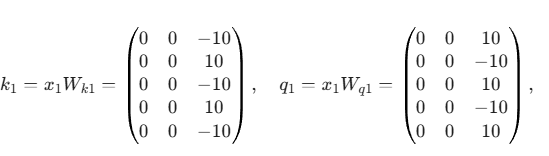 $k_1 = x_1 W_{k1} = \begin{pmatrix} 0 & 0 & -10 \\ 0 & 0 & 10 \\ 0 & 0 & -10 \\ 0 & 0 & 10 \\ 0 & 0 & -10 \end{pmatrix}, \quad q_1 = x_1 W_{q1} = \begin{pmatrix} 0 & 0 & 10 \\ 0 & 0 & -10 \\ 0 & 0 & 10 \\ 0 & 0 & -10 \\ 0 & 0 & 10 \end{pmatrix},$